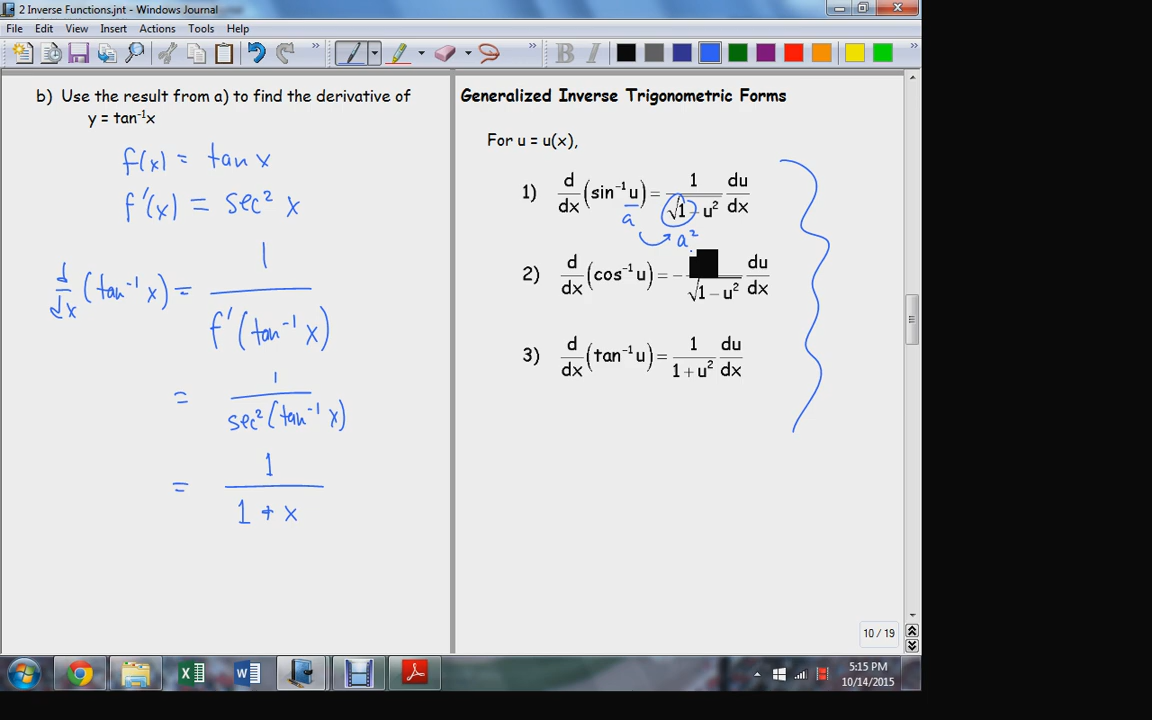 2 Inverse Functions.jnt - Windows Journal
File Edit View Insert Actions Tools Help
B I
b) Use the result from a) to find the derivative of
y = tan⁻¹x
f(x) = tan x
f'(x) = sec² x
d/dx (tan⁻¹ x) = 1 / f'(tan⁻¹ x)
= 1 / sec²(tan⁻¹ x)
= 1 / 1 + x
Generalized Inverse Trigonometric Forms
For u = u(x),
1) d/dx (sin⁻¹ u) = 1/√1 - u² du/dx
a a²
2) d/dx (cos⁻¹ u) = - /√1 - u² du/dx
3) d/dx (tan⁻¹ u) = 1/1 + u² du/dx
10 / 19
5:15 PM
10/14/2015